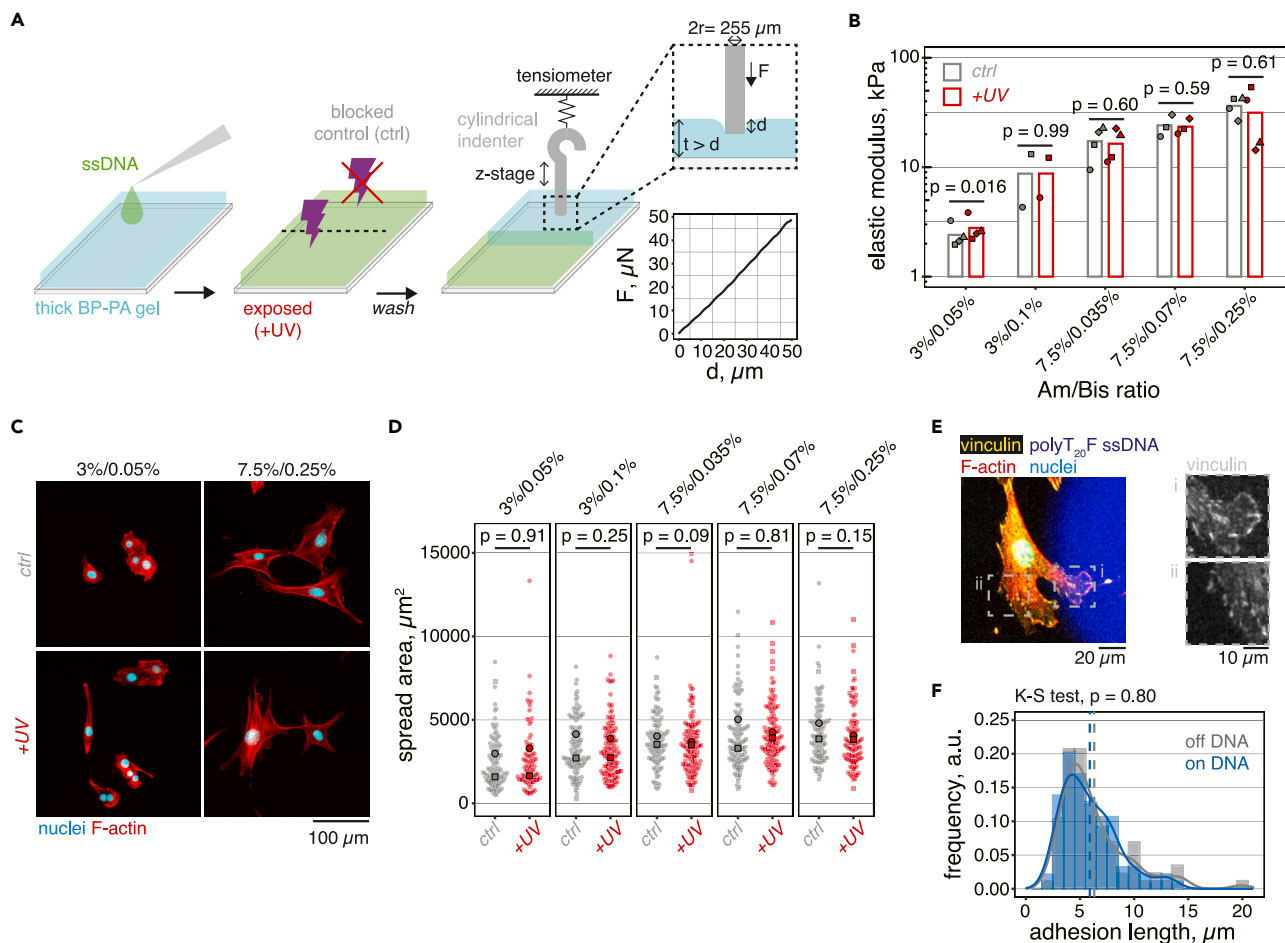 A
ssDNA
blocked
control (ctrl)
tensiometer
cylindrical
indenter
z-stage
2r= 255 µm
F
d
t > d
thick BP-PA gel
exposed
(+UV)
wash
F, µN
50
40
30
20
10
0
0 10 20 30 40 50
d, µm
B
elastic modulus, kPa
100
10
1
ctrl
+UV
p = 0.016
p = 0.99
p = 0.60
p = 0.59
p = 0.61
3%/0.05%
3%/0.1%
7.5%/0.035%
7.5%/0.07%
7.5%/0.25%
Am/Bis ratio
C
3%/0.05% 7.5%/0.25%
ctrl
+UV
nuclei F-actin
100 µm
D
3%/0.05%
3%/0.1%
7.5%/0.035%
7.5%/0.07%
7.5%/0.25%
p = 0.91 p = 0.25 p = 0.09 p = 0.81 p = 0.15
spread area, µm²
15000
10000
5000
0
ctrl +UV ctrl +UV ctrl +UV ctrl +UV ctrl +UV
E
vinculin polyT₂₀F ssDNA
F-actin nuclei
vinculin
i
ii
i
ii
20 µm
10 µm
F
K-S test, p = 0.80
off DNA
on DNA
frequency, a.u.
0.25
0.20
0.15
0.10
0.05
0.00
0 5 10 15 20
adhesion length, µm